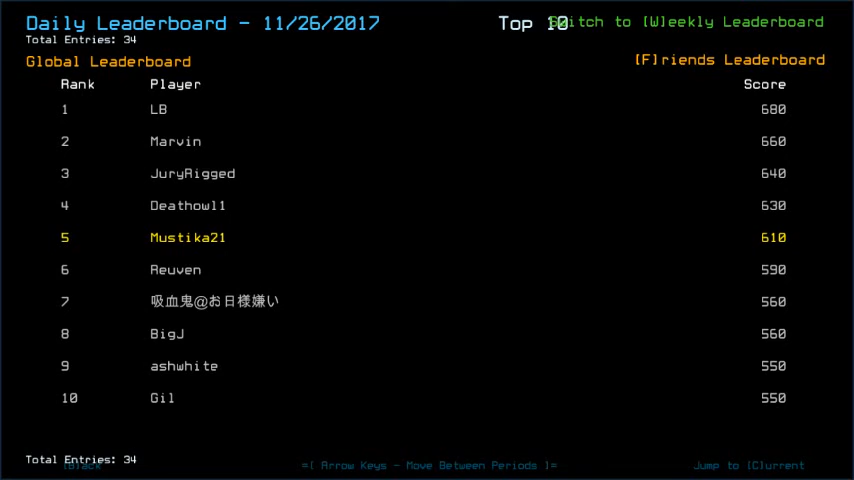 Daily Leaderboard - 11/26/2017 Top 10 Switch to [W]eekly Leaderboard
Total Entries: 34
Global Leaderboard [F]riends Leaderboard
Rank Player Score
1 LB 680
2 Marvin 660
3 JuryRigged 640
4 Deathowl1 630
5 Mustika21 610
6 Reuven 590
7 吸血鬼@お日様嫌い 560
8 BigJ 560
9 ashwhite 550
10 Gil 550
Total Entries: 34
[B]ack =[ Arrow Keys - Move Between Periods ]= Jump to [C]urrent